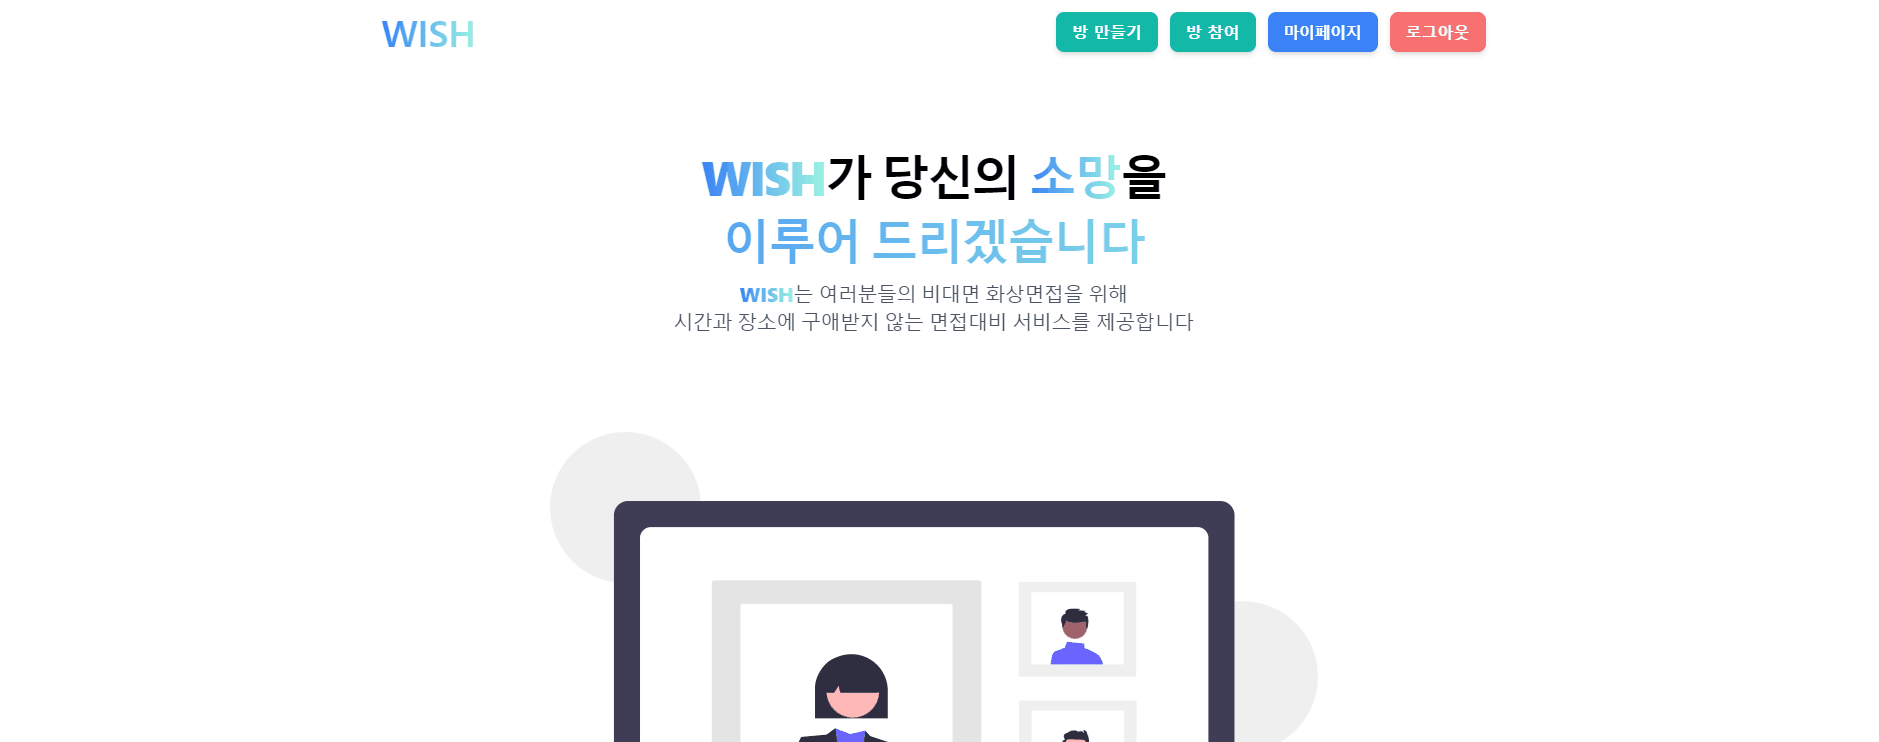 WISH
방 만들기
방 참여
마이페이지
로그아웃
WISH가 당신의 소망을
이루어 드리겠습니다
WISH는 여러분들의 비대면 화상면접을 위해
시간과 장소에 구애받지 않는 면접대비 서비스를 제공합니다